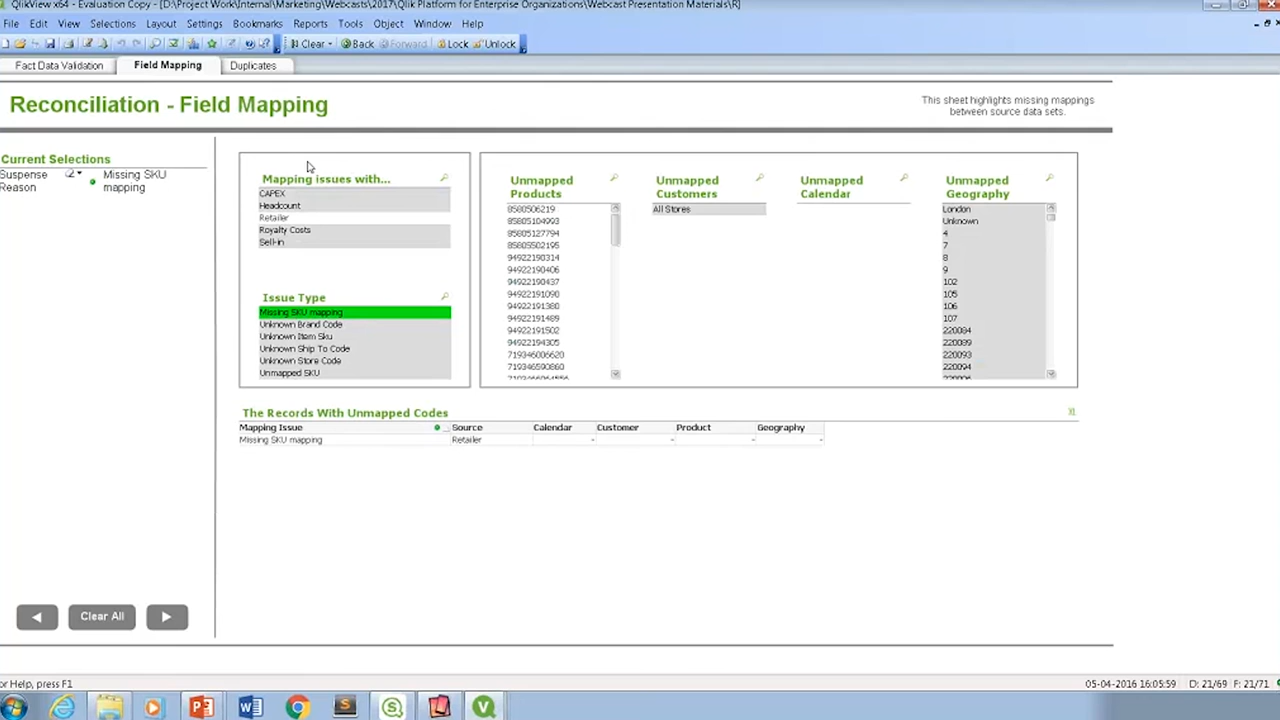 QlikView x64 - Evaluation Copy - [D:\Project Work\Internal\Marketing\Webcasts\2017\Qlik Platform for Enterprise Organizations\Webcast Presentation Materials\R]
File Edit View Selections Layout Settings Bookmarks Reports Tools Object Window Help
Clear Back Forward Lock Unlock
Fact Data Validation Field Mapping Duplicates
Reconciliation - Field Mapping
This sheet highlights missing mappings
between source data sets.
Current Selections
Suspense
Reason
Missing SKU
mapping
Mapping issues with...
CAPEX
Headcount
Retailer
Royalty Costs
Sell-in
Issue Type
Missing SKU mapping
Unknown Brand Code
Unknown Item Sku
Unknown Ship To Code
Unknown Store Code
Unmapped SKU
Unmapped
Products
8580506219
85805104993
85805127794
85805502195
94922190314
94922190406
94922190437
94922191090
94922191380
94922191489
94922191502
94922194305
719346006620
719346590860
Unmapped
Customers
All Stores
Unmapped
Calendar
Unmapped
Geography
London
Unknown
4
7
8
9
102
105
106
107
220084
220089
220093
220094
The Records With Unmapped Codes
XL
Mapping Issue Source Calendar Customer Product Geography
Missing SKU mapping Retailer - - - -
Clear All
or Help, press F1
05-04-2016 16:05:59 D: 21/69 F: 21/71